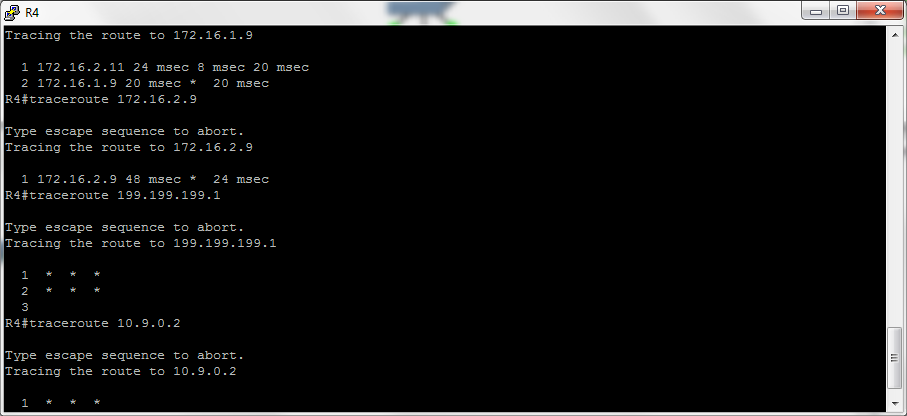 R4
Tracing the route to 172.16.1.9
1 172.16.2.11 24 msec 8 msec 20 msec
2 172.16.1.9 20 msec *  20 msec
R4#traceroute 172.16.2.9
Type escape sequence to abort.
Tracing the route to 172.16.2.9
1 172.16.2.9 48 msec *  24 msec
R4#traceroute 199.199.199.1
Type escape sequence to abort.
Tracing the route to 199.199.199.1
1  *  *  *
2  *  *  *
3
R4#traceroute 10.9.0.2
Type escape sequence to abort.
Tracing the route to 10.9.0.2
1  *  *  *